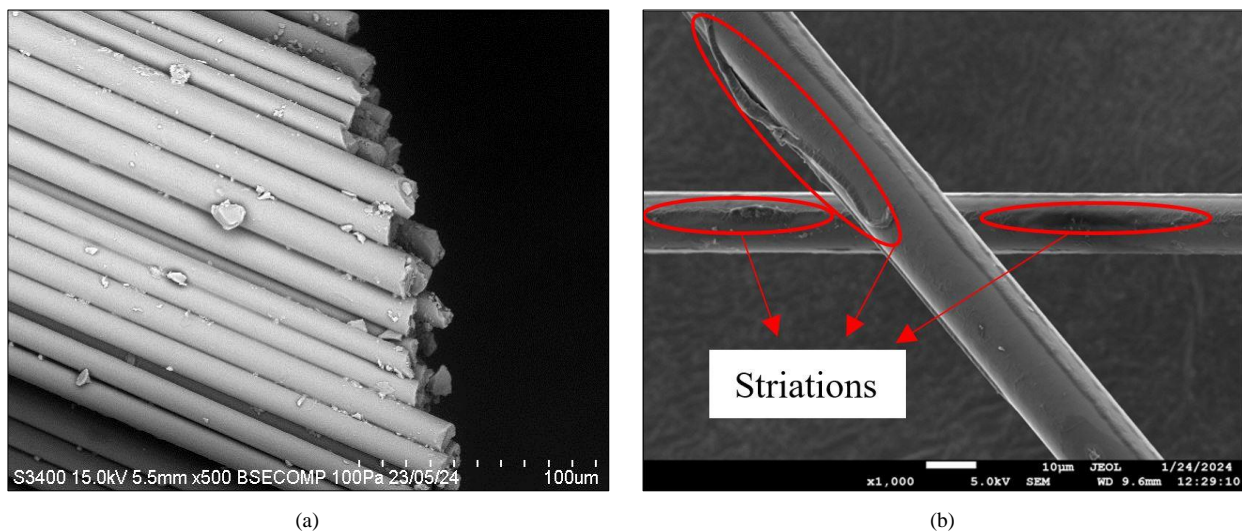 S3400 15.0kV 5.5mm x500 BSECOMP 100Pa 23/05/24 100um
Striations
10μm JEOL 1/24/2024
x1,000 5.0kV SEM WD 9.6mm 12:29:10
(a)
(b)